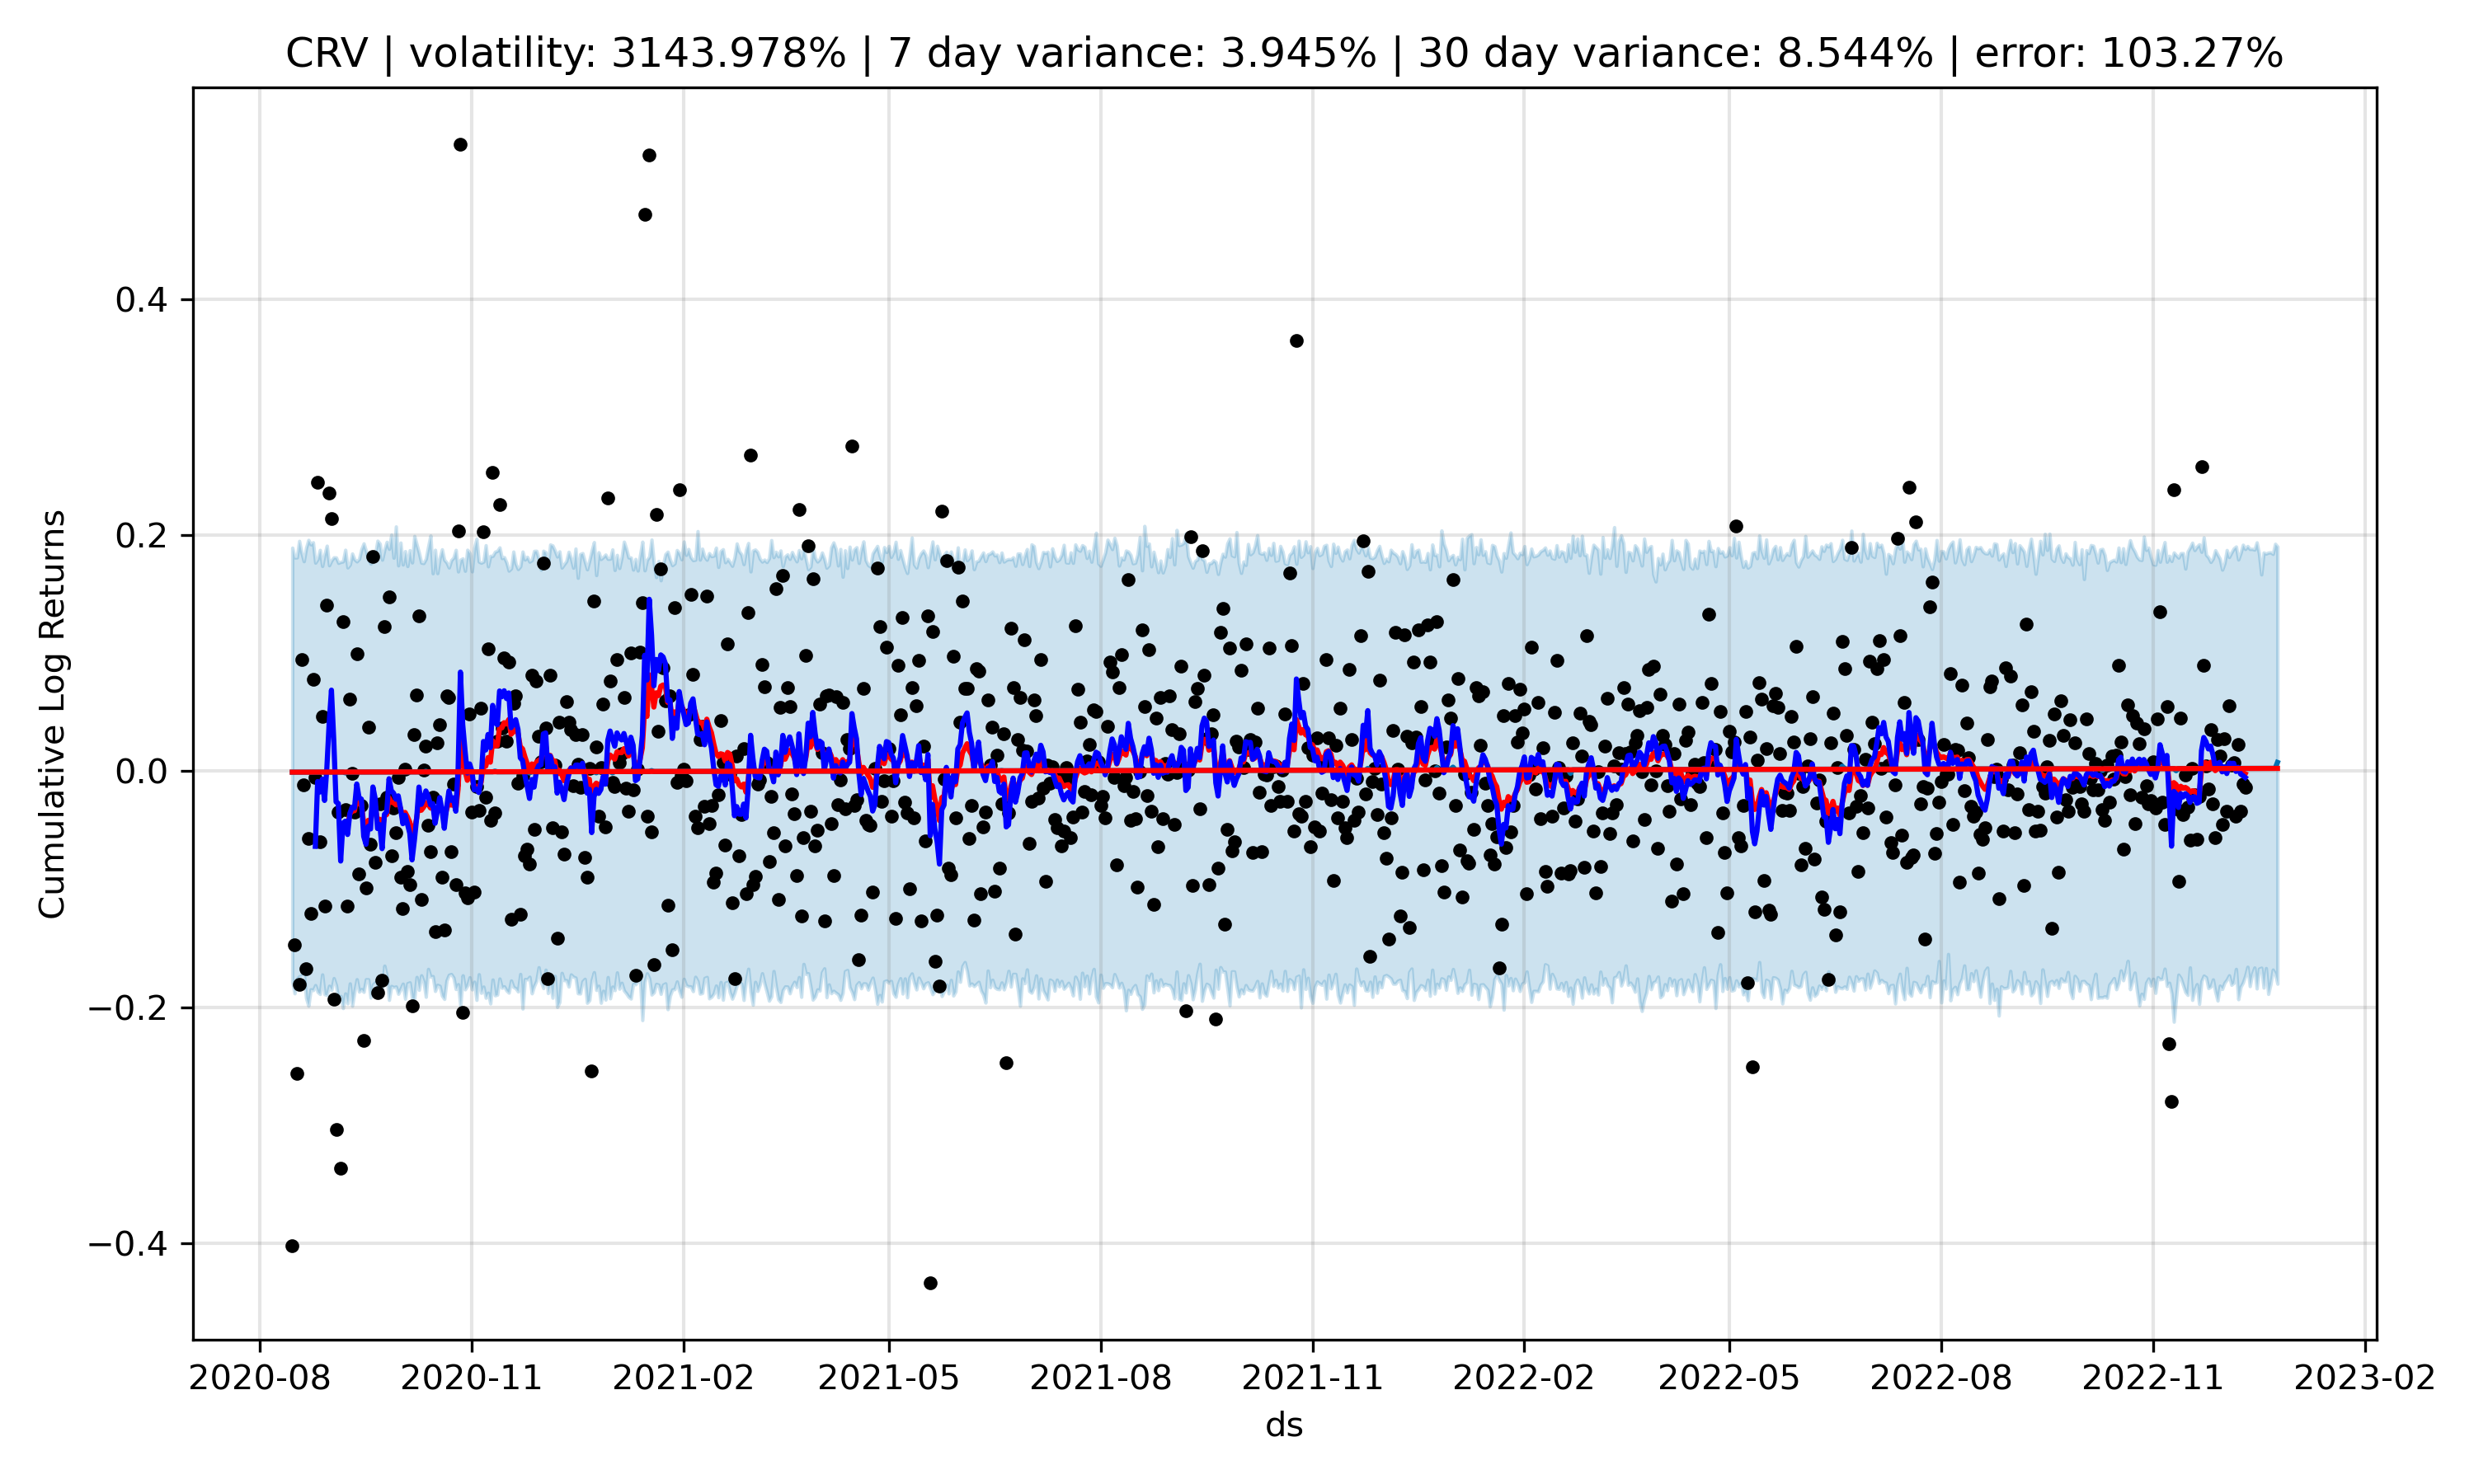 CRV | volatility: 3143.978% | 7 day variance: 3.945% | 30 day variance: 8.544% | error: 103.27%
Cumulative Log Returns
0.4
0.2
0.0
−0.2
−0.4
2020-08 2020-11 2021-02 2021-05 2021-08 2021-11 2022-02 2022-05 2022-08 2022-11 2023-02
ds